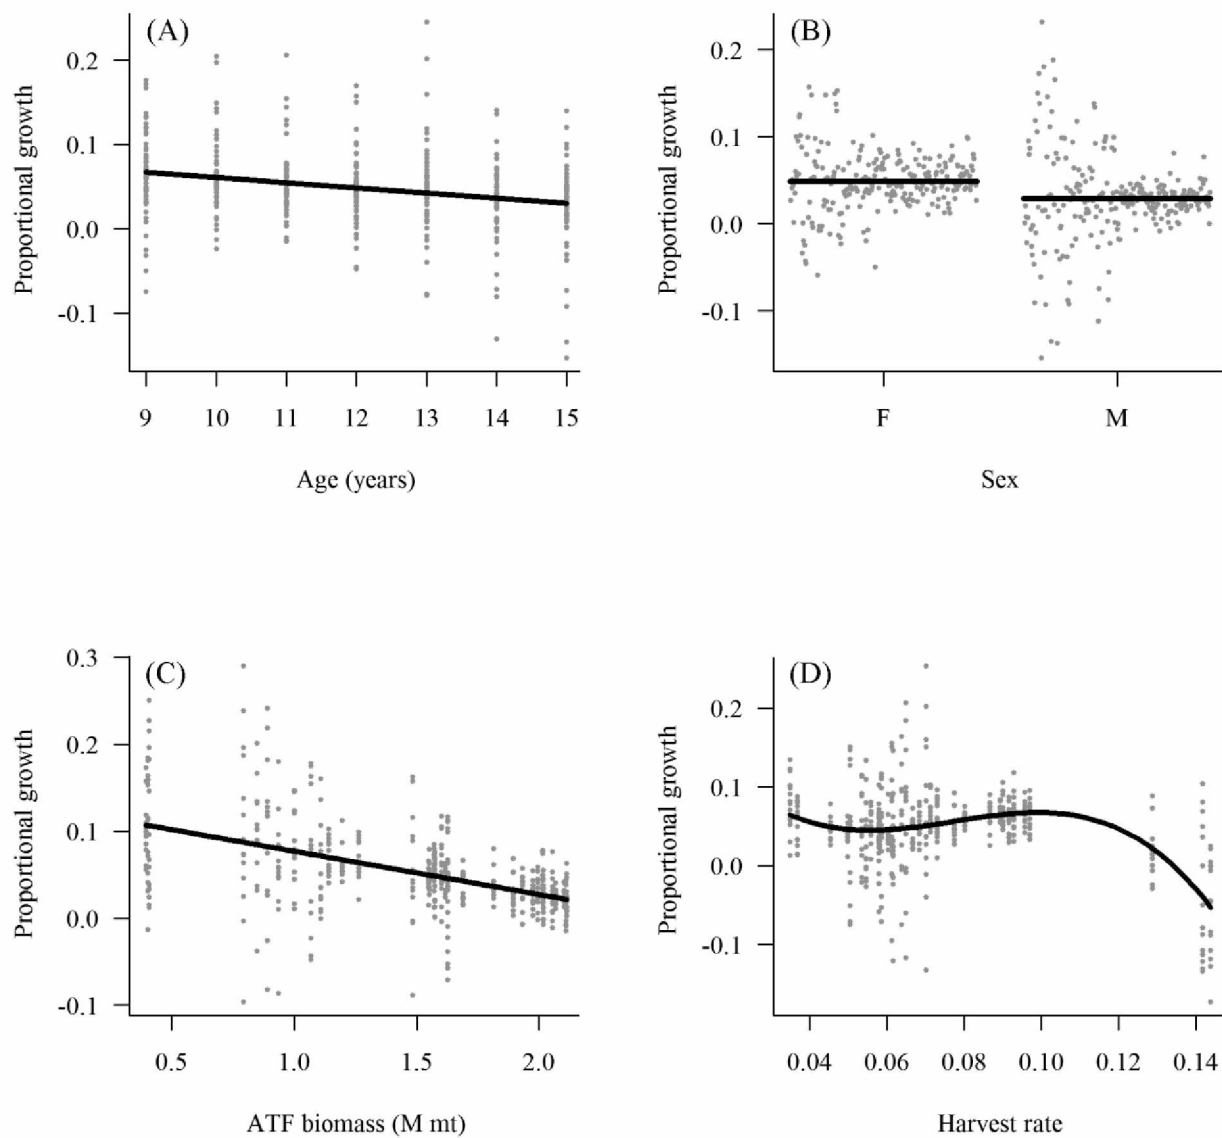 (A)
Proportional growth
0.2
0.1
0.0
-0.1
9 10 11 12 13 14 15
Age (years)
(B)
Proportional growth
0.2
0.1
0.0
-0.1
F M
Sex
(C)
Proportional growth
0.3
0.2
0.1
0.0
-0.1
0.5 1.0 1.5 2.0
ATF biomass (M mt)
(D)
Proportional growth
0.2
0.1
0.0
-0.1
0.04 0.06 0.08 0.10 0.12 0.14
Harvest rate